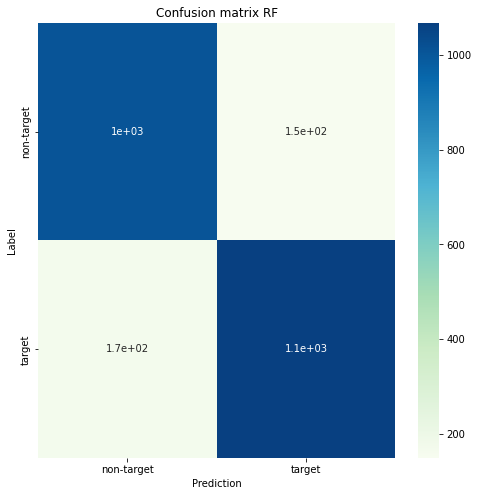 Confusion matrix RF
non-target
1e+03
1.5e+02
Label
target
1.7e+02
1.1e+03
non-target
target
Prediction
1000
800
600
400
200